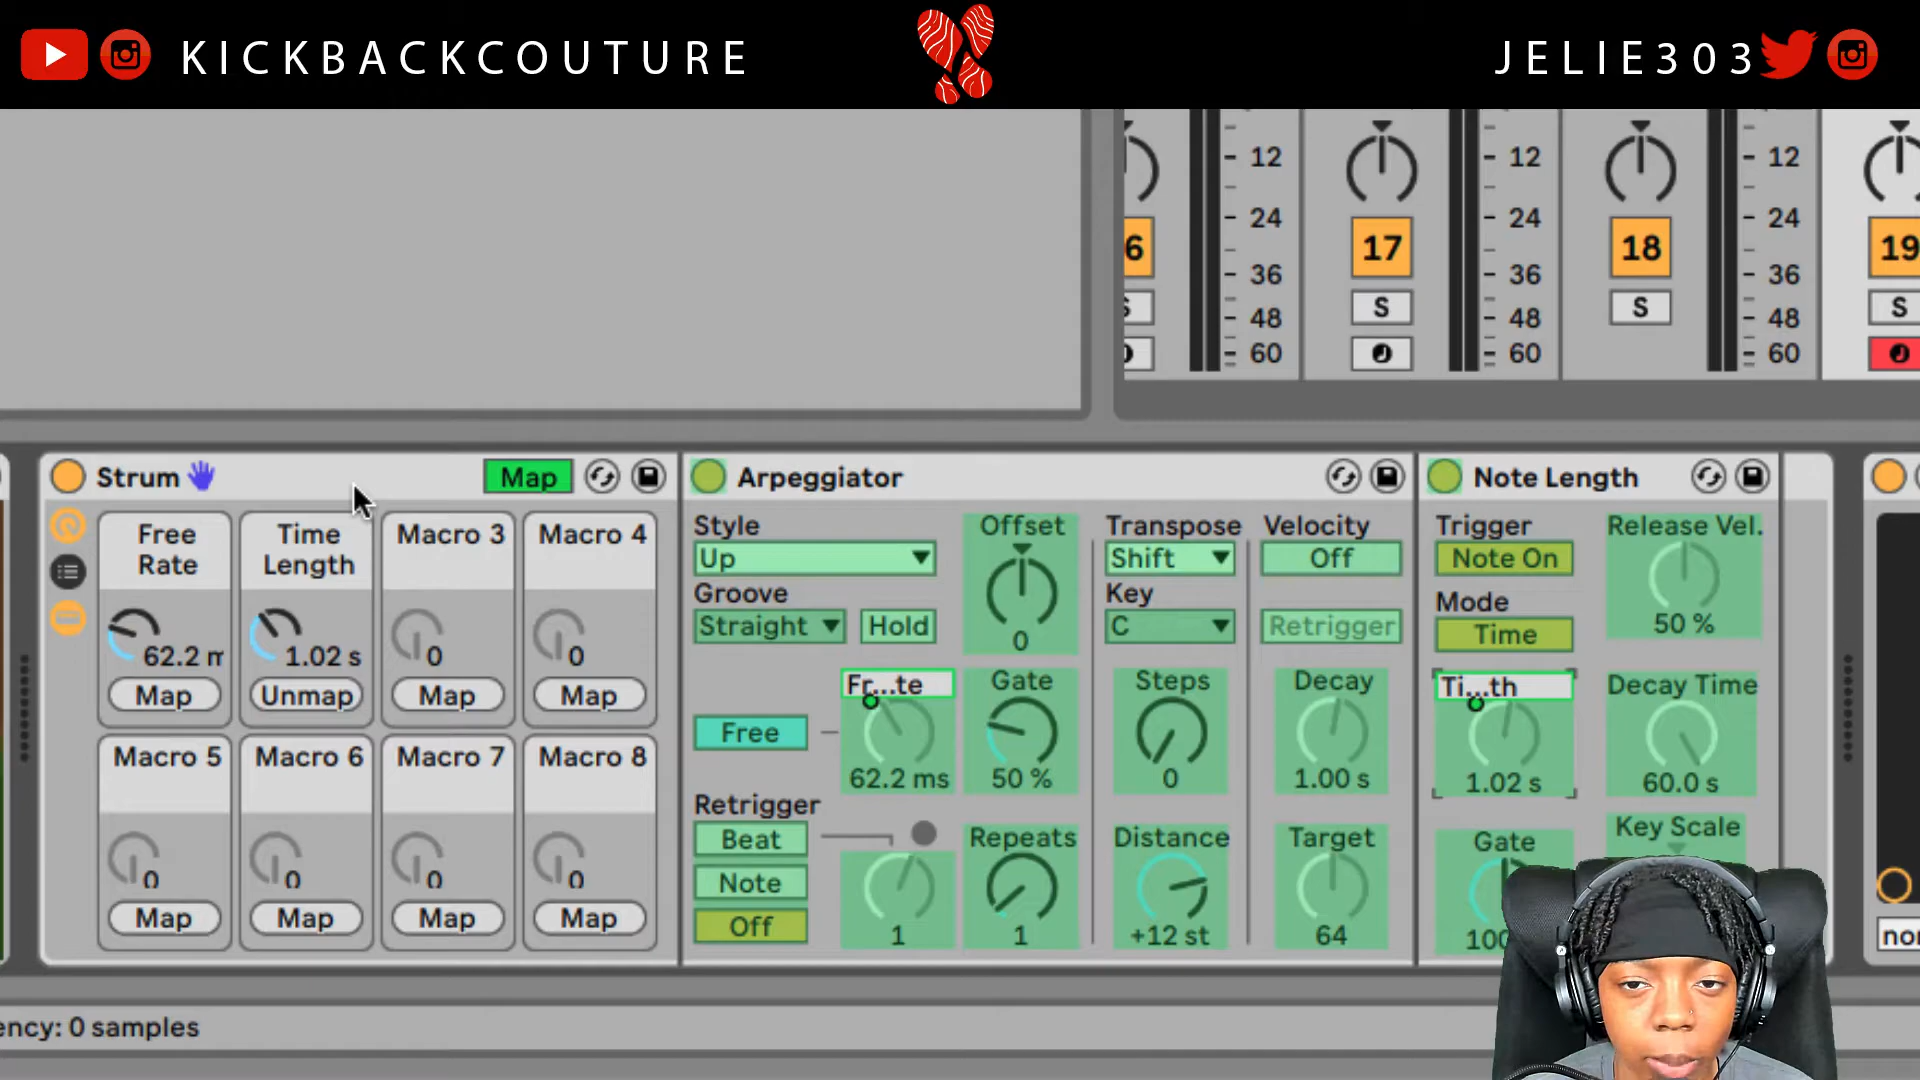 KICKBACKCOUTURE
JELIE303
12 12 12
6 17 18 19
24 24 24
36 36 36
S S S S
48 48 48
60 60 60
Strum Map
Free Rate
Time Length
Macro 3
Macro 4
62.2 m
1.02 s
0
0
Map
Unmap
Map
Map
Macro 5
Macro 6
Macro 7
Macro 8
0
0
0
0
Map
Map
Map
Map
Arpeggiator
Style
Up
Groove
Straight
Hold
Offset
0
Free
Fr...te
62.2 ms
Gate
50 %
Retrigger
Beat
Note
Off
1
Repeats
1
Transpose
Shift
Key
C
Steps
0
Distance
+12 st
Velocity
Off
Retrigger
Decay
1.00 s
Target
64
Note Length
Trigger
Note On
Mode
Time
Ti...th
1.02 s
Gate
Release Vel.
50 %
Decay Time
60.0 s
Key Scale
ency: 0 samples